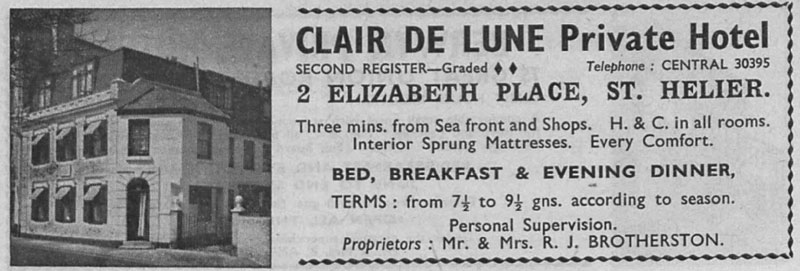 CLAIR DE LUNE Private Hotel
SECOND REGISTER—Graded ♦ ♦ Telephone : CENTRAL 30395
2 ELIZABETH PLACE, ST. HELIER.
Three mins. from Sea front and Shops. H. & C. in all rooms.
Interior Sprung Mattresses. Every Comfort.
BED, BREAKFAST & EVENING DINNER,
TERMS : from 7½ to 9½ gns. according to season.
Personal Supervision.
Proprietors : Mr. & Mrs. R. J. BROTHERSTON.